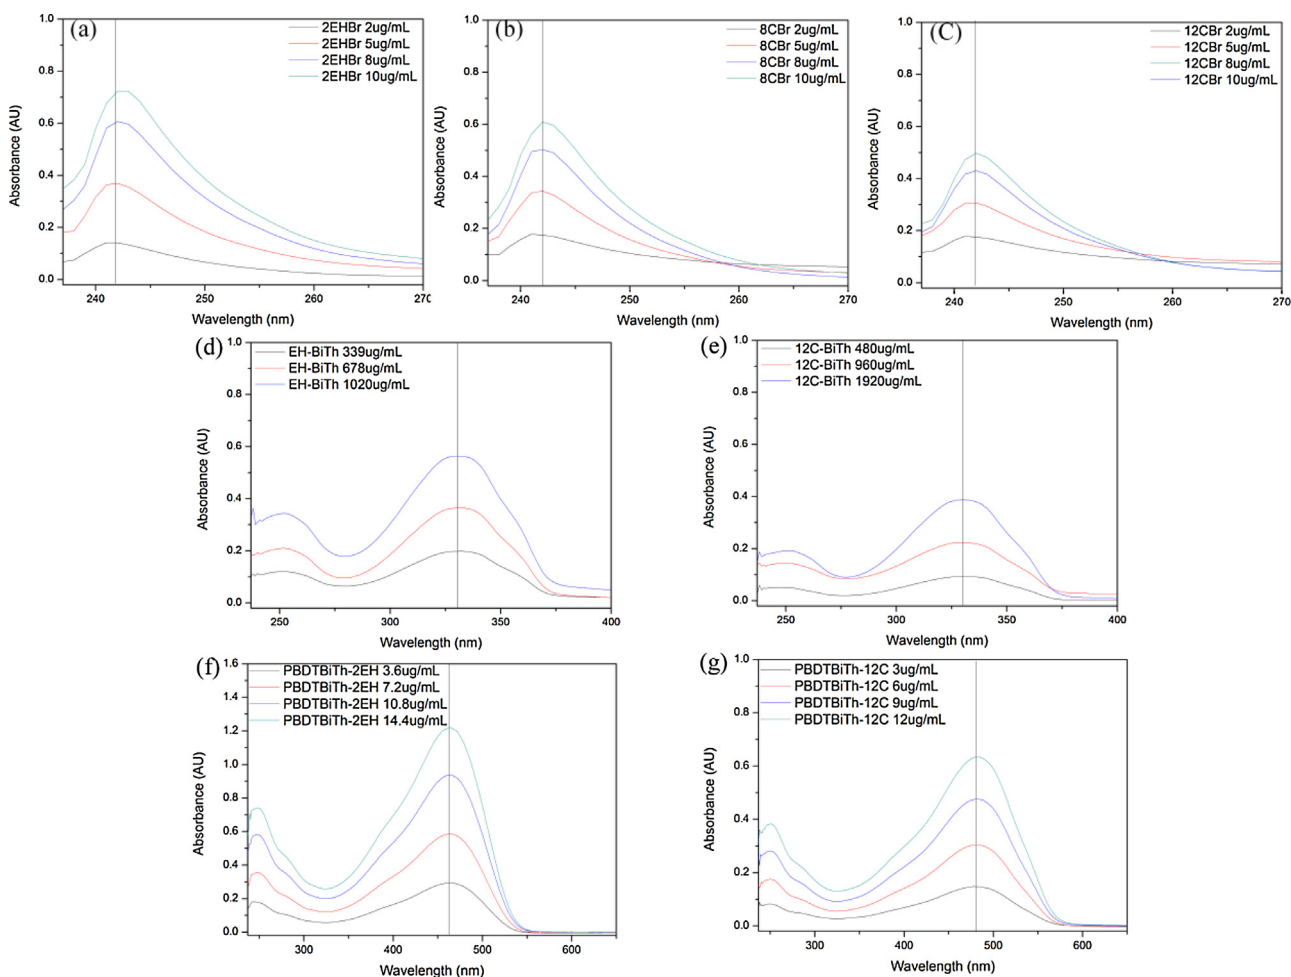 (a)
2EHBr 2ug/mL
2EHBr 5ug/mL
2EHBr 8ug/mL
2EHBr 10ug/mL
1.0
0.8
0.6
0.4
0.2
0.0
Absorbance (AU)
240 250 260 270
Wavelength (nm)
(b)
8CBr 2ug/mL
8CBr 5ug/mL
8CBr 8ug/mL
8CBr 10ug/mL
1.0
0.8
0.6
0.4
0.2
0.0
Absorbance (AU)
240 250 260 270
Wavelength (nm)
(C)
12CBr 2ug/mL
12CBr 5ug/mL
12CBr 8ug/mL
12CBr 10ug/mL
1.0
0.8
0.6
0.4
0.2
0.0
Absorbance (AU)
240 250 260 270
Wavelength (nm)
(d)
EH-BiTh 339ug/mL
EH-BiTh 678ug/mL
EH-BiTh 1020ug/mL
1.0
0.8
0.6
0.4
0.2
0.0
Absorbance (AU)
250 300 350 400
Wavelength (nm)
(e)
12C-BiTh 480ug/mL
12C-BiTh 960ug/mL
12C-BiTh 1920ug/mL
1.0
0.8
0.6
0.4
0.2
0.0
Absorbance (AU)
250 300 350 400
Wavelength (nm)
(f)
PBDTBiTh-2EH 3.6ug/mL
PBDTBiTh-2EH 7.2ug/mL
PBDTBiTh-2EH 10.8ug/mL
PBDTBiTh-2EH 14.4ug/mL
1.6
1.4
1.2
1.0
0.8
0.6
0.4
0.2
0.0
Absorbance (AU)
300 400 500 600
Wavelength (nm)
(g)
PBDTBiTh-12C 3ug/mL
PBDTBiTh-12C 6ug/mL
PBDTBiTh-12C 9ug/mL
PBDTBiTh-12C 12ug/mL
1.0
0.8
0.6
0.4
0.2
0.0
Absorbance (AU)
300 400 500 600
Wavelength (nm)